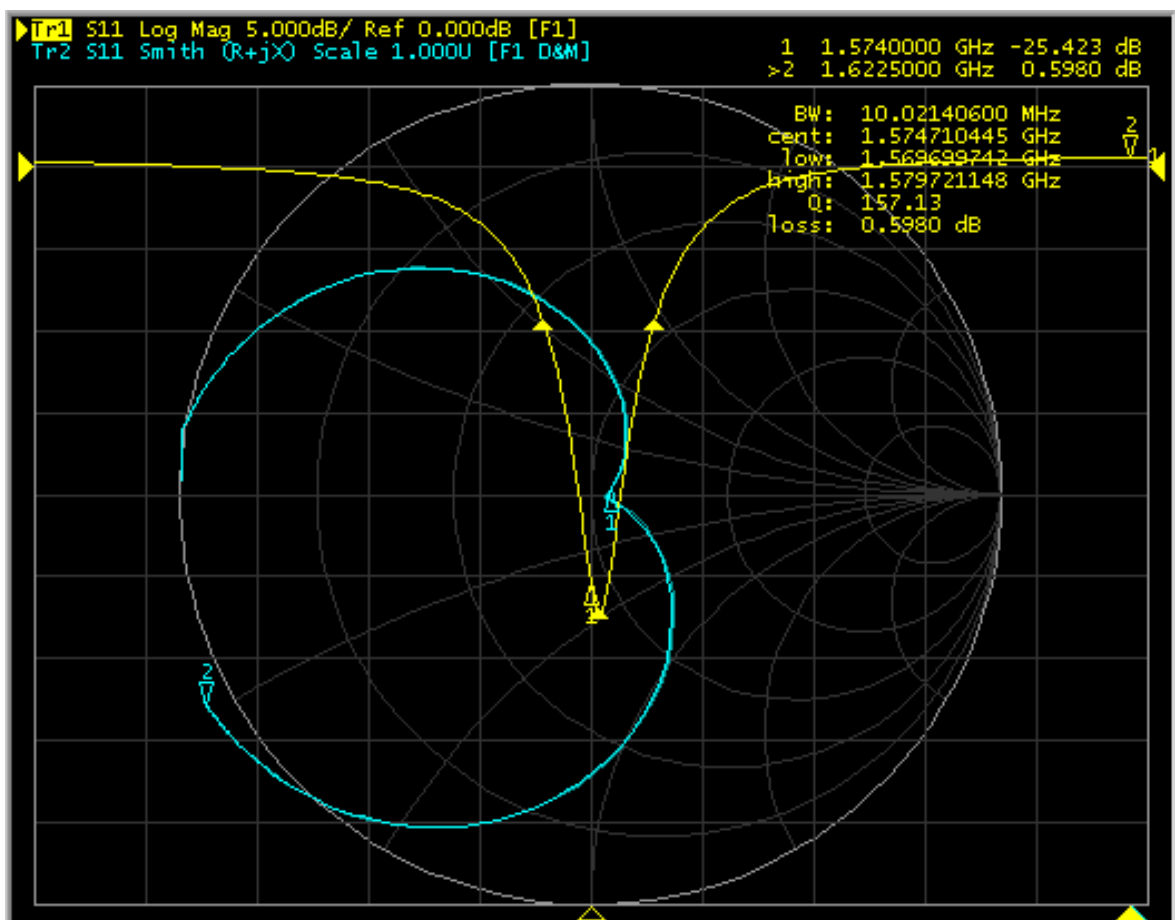 Tr1 S11 Log Mag 5.000dB/ Ref 0.000dB [F1]
Tr2 S11 Smith (R+jX) Scale 1.000U [F1 D&M]
1 1.5740000 GHz -25.423 dB
>2 1.6225000 GHz 0.5980 dB
BW: 10.02140600 MHz
cent: 1.574710445 GHz
low: 1.569699742 GHz
high: 1.579721148 GHz
Q: 157.13
loss: 0.5980 dB
2
1
1
1
2